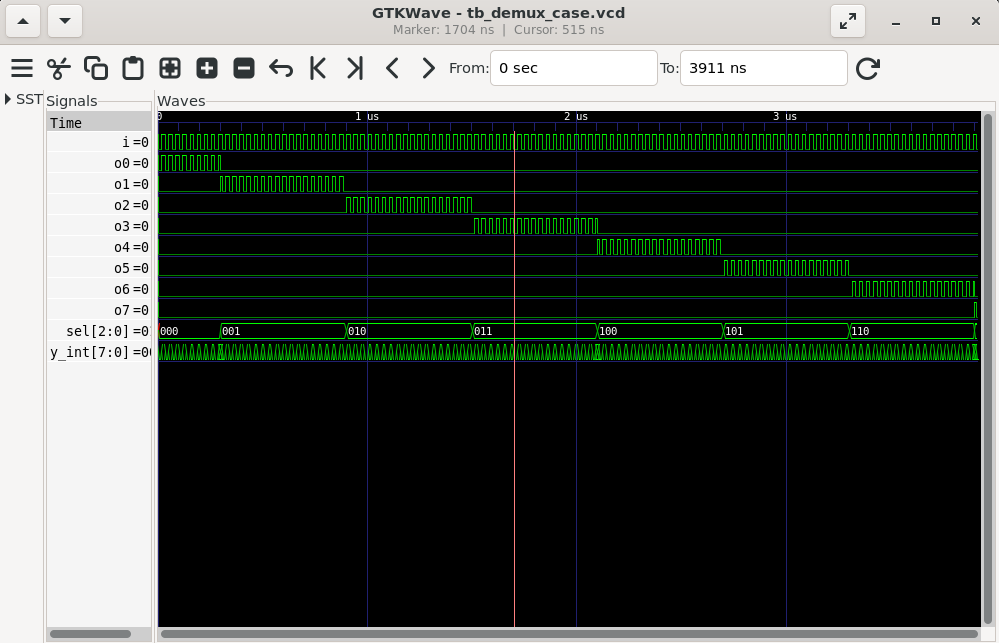 GTKWave - tb_demux_case.vcd
Marker: 1704 ns | Cursor: 515 ns
From: 0 sec To: 3911 ns
SST
Signals
Waves
Time
0 1 us 2 us 3 us
i =0
o0 =0
o1 =0
o2 =0
o3 =0
o4 =0
o5 =0
o6 =0
o7 =0
sel[2:0] =0
000 001 010 011 100 101 110
y_int[7:0] =0